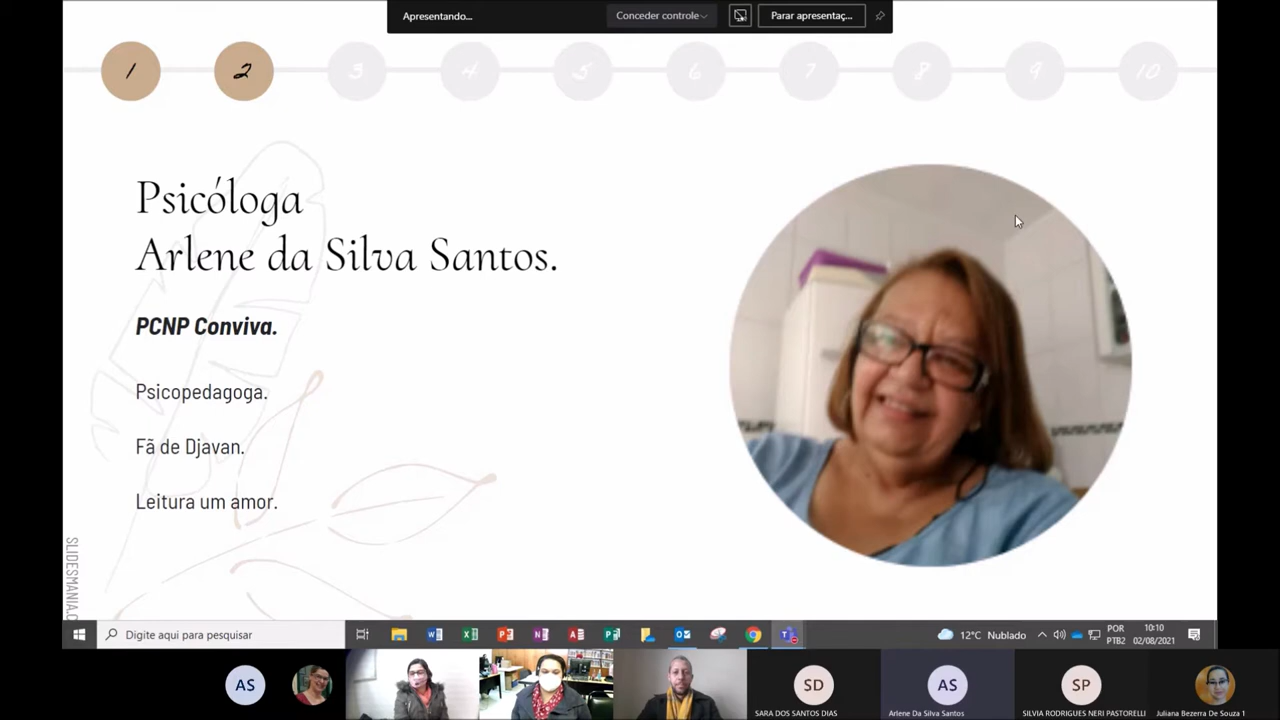 Apresentando...
Conceder controle
Parar apresentaç...
1 2 3 4 5 6 7 8 9 10
Psicóloga
Arlene da Silva Santos.
PCNP Conviva.
Psicopedagoga.
Fã de Djavan.
Leitura um amor.
SLIDESMANIA.C
Digite aqui para pesquisar
12°C Nublado
POR
PTB2
10:10
02/08/2021
AS
SD
SARA DOS SANTOS DIAS
AS
Arlene Da Silva Santos
SP
SILVIA RODRIGUES NERI PASTORELLI
Juliana Bezerra De Souza 1